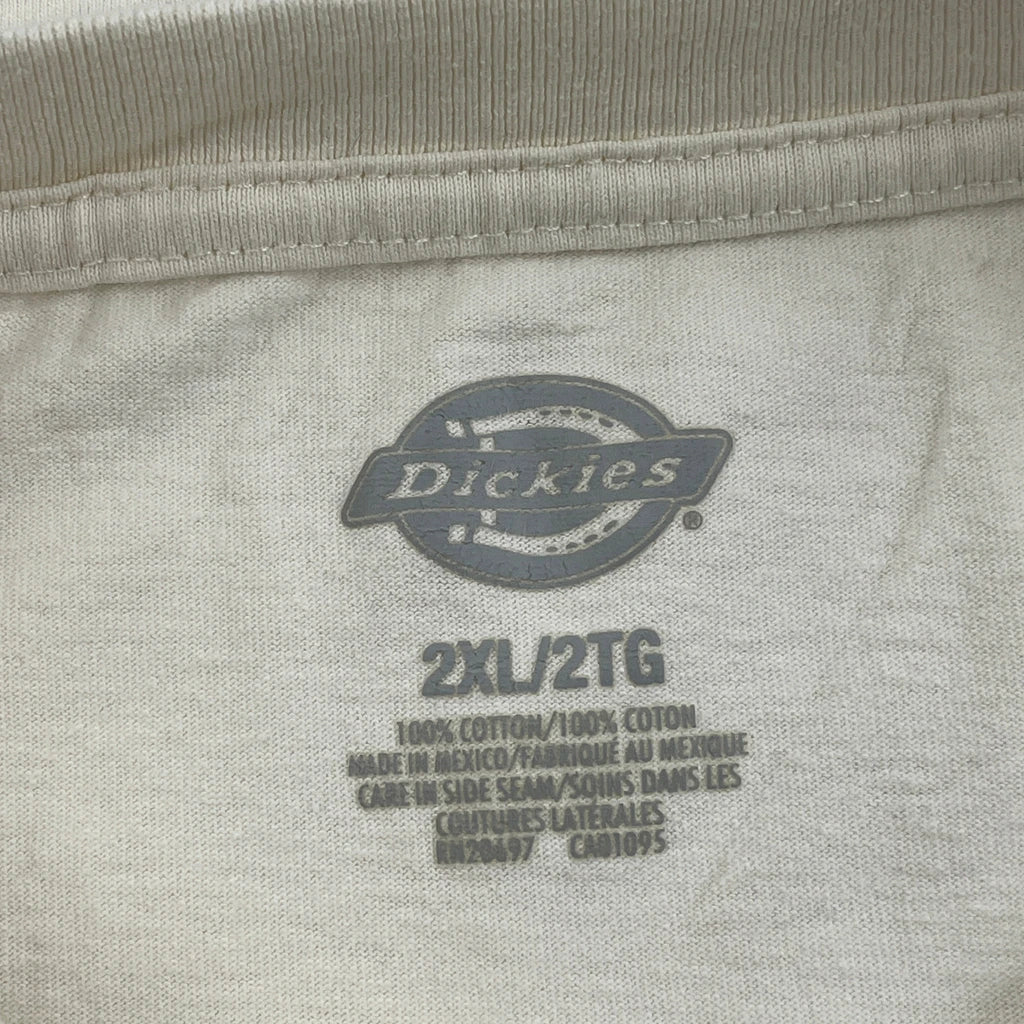 Dickies
®
2XL/2TG
100% COTTON/100% COTON
MADE IN MEXICO/FABRIQUÉ AU MEXIQUE
CARE IN SIDE SEAM/SOINS DANS LES
COUTURES LATÉRALES
RN20697 CA01095